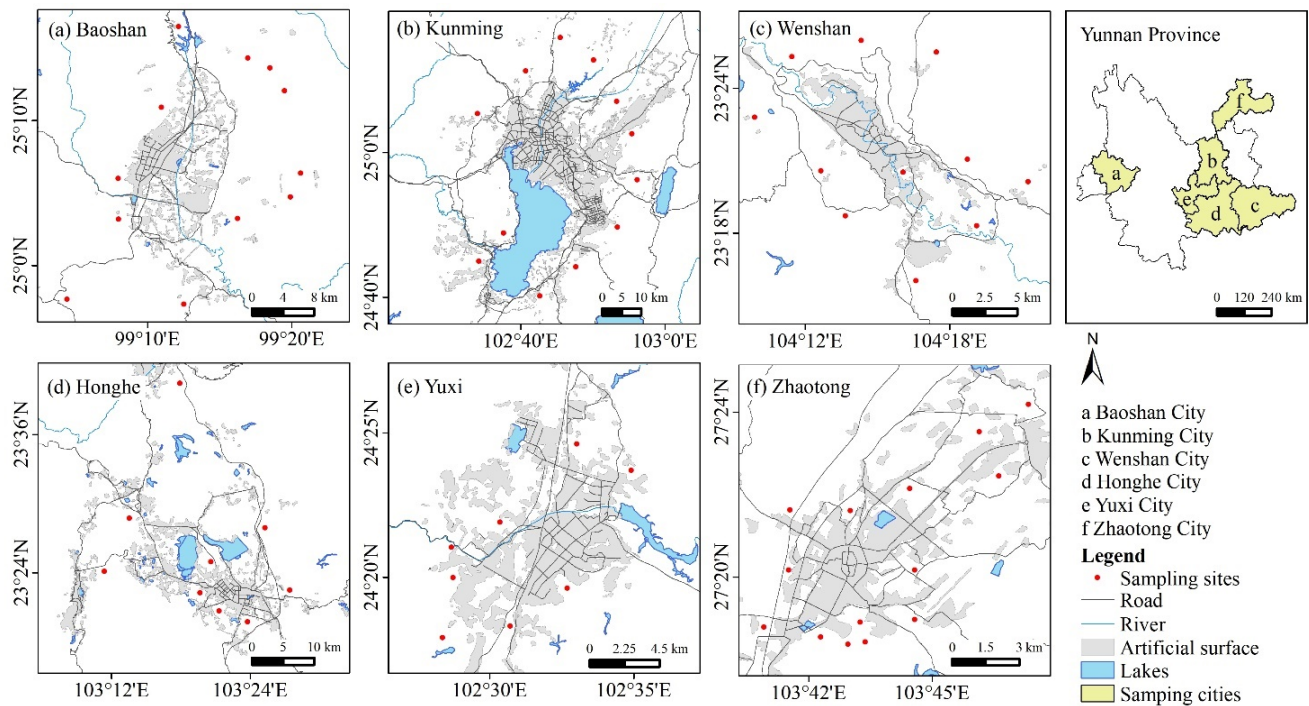 (a) Baoshan
25°10'N
25°0'N
0 4 8 km
99°10'E 99°20'E
(b) Kunming
25°0'N
24°40'N
0 5 10 km
102°40'E 103°0'E
(c) Wenshan
23°24'N
23°18'N
0 2.5 5 km
104°12'E 104°18'E
Yunnan Province
f
a
b
e
d
c
0 120 240 km
(d) Honghe
23°36'N
23°24'N
0 5 10 km
103°12'E 103°24'E
(e) Yuxi
24°25'N
24°20'N
0 2.25 4.5 km
102°30'E 102°35'E
(f) Zhaotong
27°24'N
27°20'N
0 1.5 3 km
103°42'E 103°45'E
N
a Baoshan City
b Kunming City
c Wenshan City
d Honghe City
e Yuxi City
f Zhaotong City
Legend
Sampling sites
Road
River
Artificial surface
Lakes
Samping cities